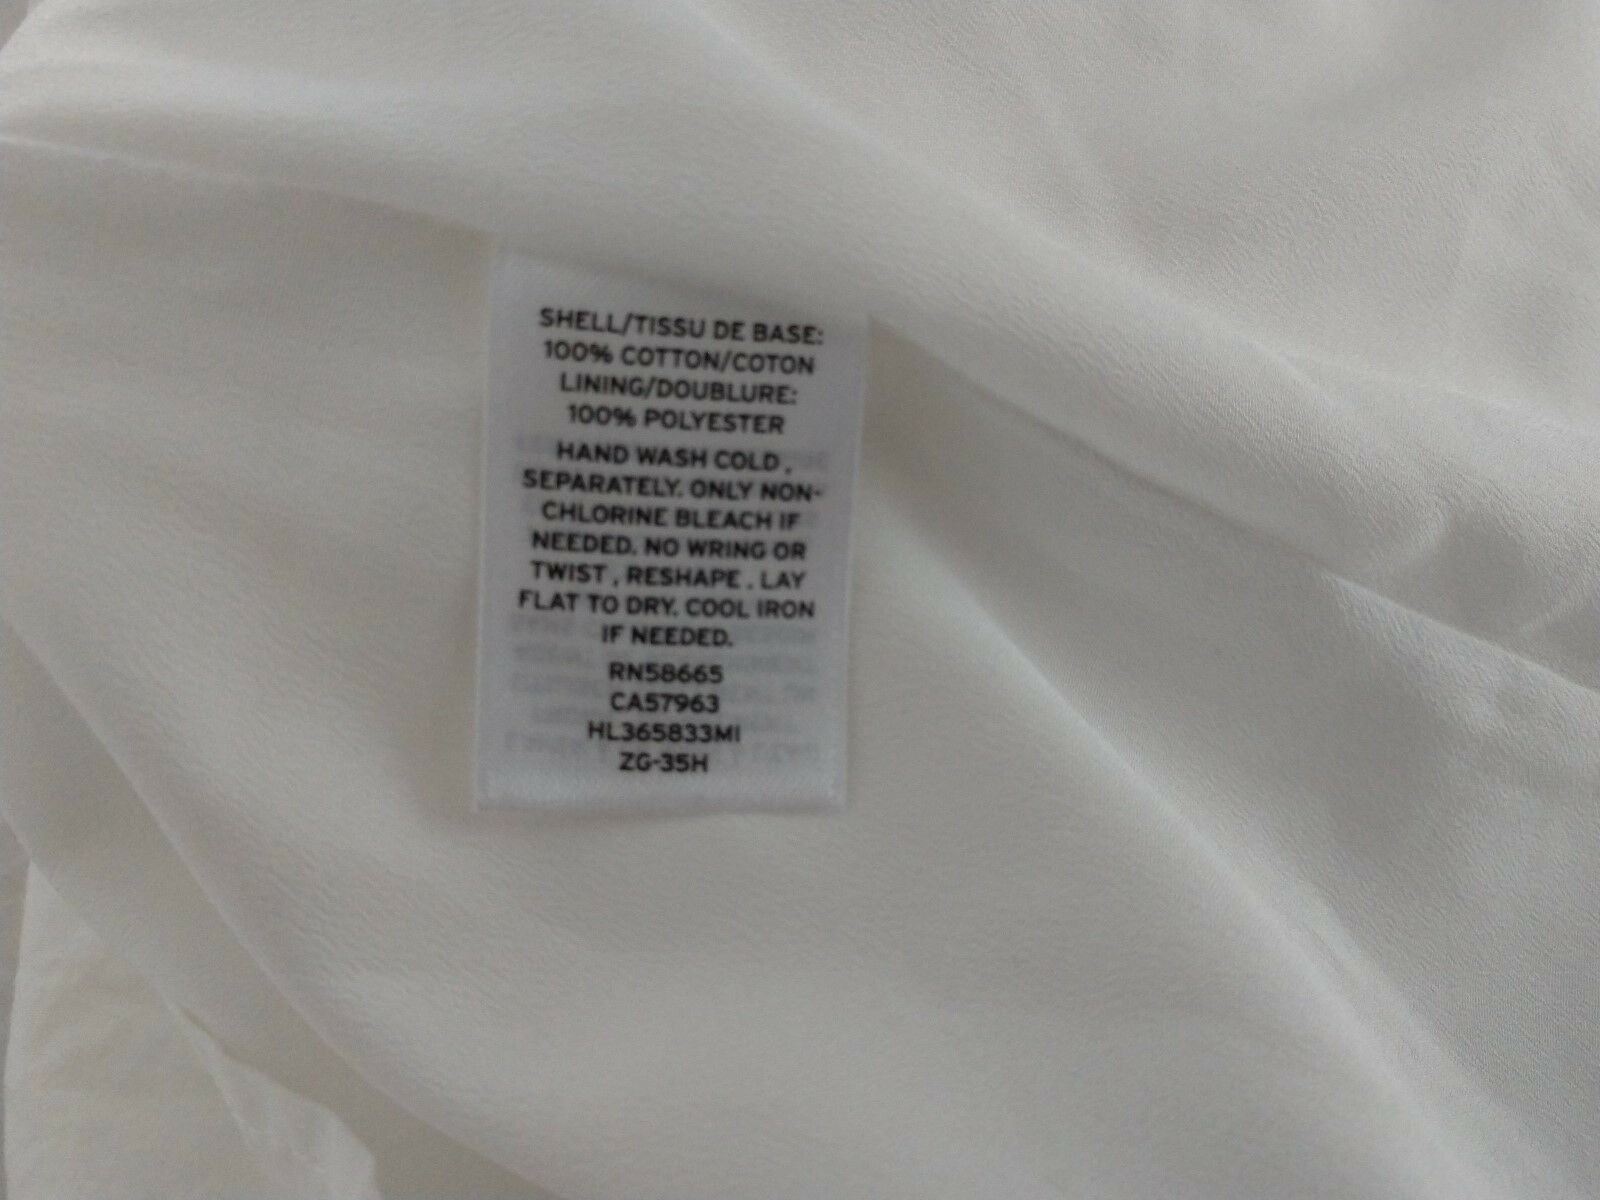 SHELL/TISSU DE BASE:
100% COTTON/COTON
LINING/DOUBLURE:
100% POLYESTER
HAND WASH COLD ,
SEPARATELY. ONLY NON-
CHLORINE BLEACH IF
NEEDED. NO WRING OR
TWIST , RESHAPE . LAY
FLAT TO DRY. COOL IRON
IF NEEDED.
RN58665
CA57963
HL365833MI
ZG-35H